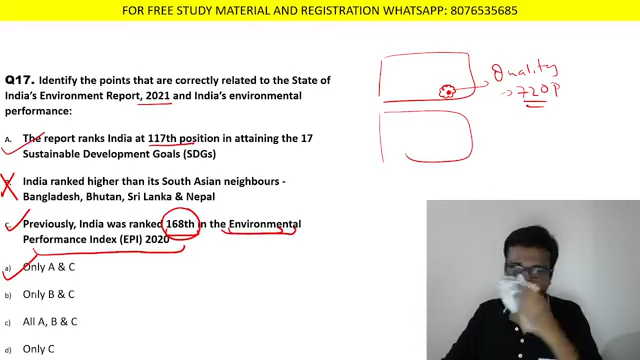 FOR FREE STUDY MATERIAL AND REGISTRATION WHATSAPP: 8076535685
Q17. Identify the points that are correctly related to the State of
India's Environment Report, 2021 and India's environmental
performance:
A. The report ranks India at 117th position in attaining the 17
Sustainable Development Goals (SDGs)
India ranked higher than its South Asian neighbours -
Bangladesh, Bhutan, Sri Lanka & Nepal
C. Previously, India was ranked 168th in the Environmental
Performance Index (EPI) 2020
a) Only A & C
b) Only B & C
c) All A, B & C
d) Only C
Quality
720P